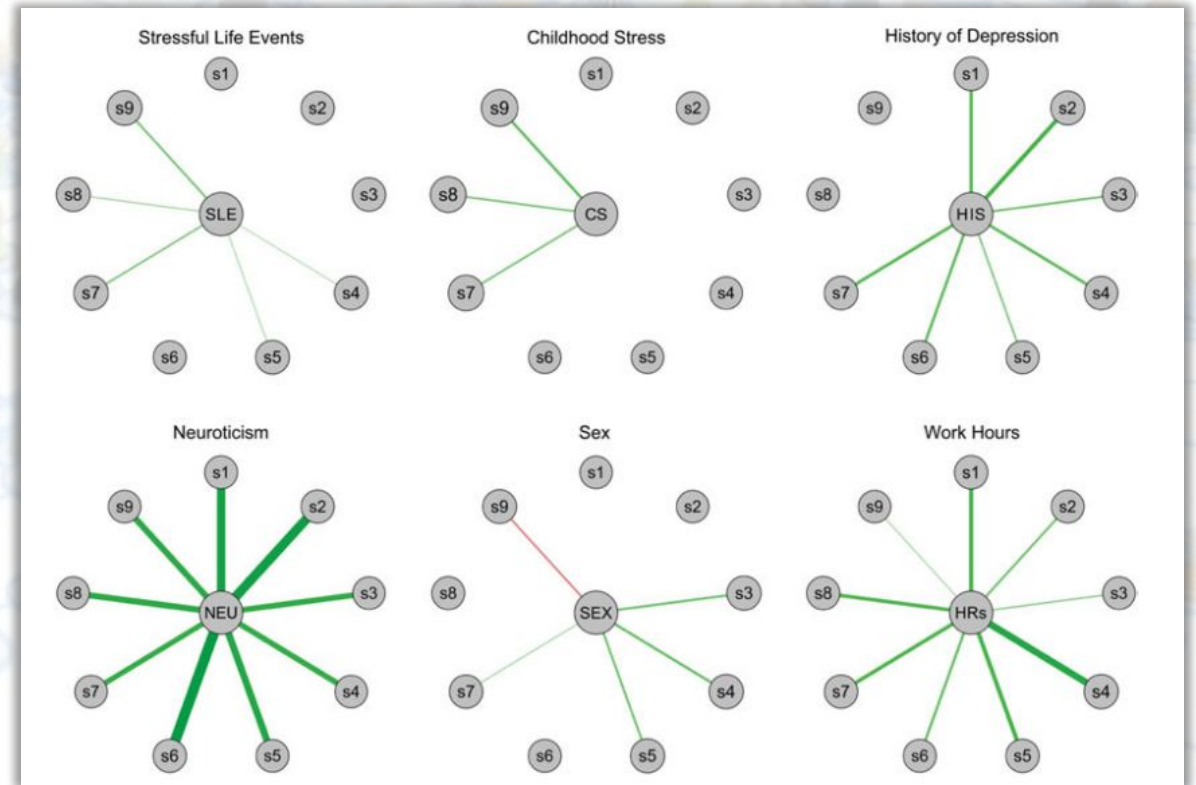 Stressful Life Events
s1
s2
s3
s4
s5
s6
s7
s8
s9
SLE
Childhood Stress
s1
s2
s3
s4
s5
s6
s7
s8
s9
CS
History of Depression
s1
s2
s3
s4
s5
s6
s7
s8
s9
HIS
Neuroticism
s1
s2
s3
s4
s5
s6
s7
s8
s9
NEU
Sex
s1
s2
s3
s4
s5
s6
s7
s8
s9
SEX
Work Hours
s1
s2
s3
s4
s5
s6
s7
s8
s9
HRs